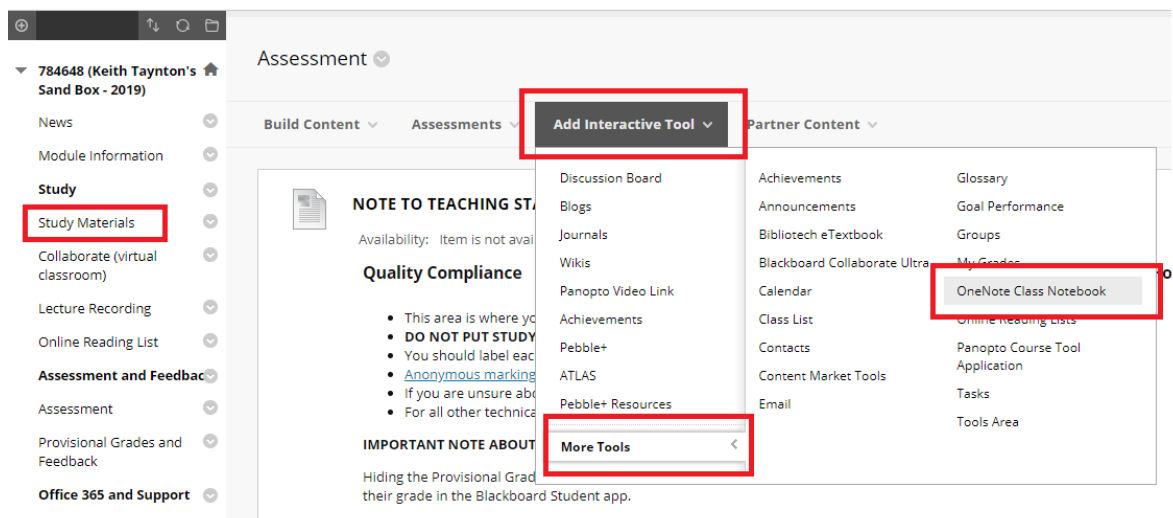 784648 (Keith Taynton's
Sand Box - 2019)
News
Module Information
Study
Study Materials
Collaborate (virtual
classroom)
Lecture Recording
Online Reading List
Assessment and Feedbac
Assessment
Provisional Grades and
Feedback
Office 365 and Support
Assessment
Build Content
Assessments
Add Interactive Tool
Partner Content
NOTE TO TEACHING STA
Availability: Item is not avai
Quality Compliance
This area is where yo
DO NOT PUT STUDY
You should label eac
Anonymous marking
If you are unsure abo
For all other technica
IMPORTANT NOTE ABOUT
Hiding the Provisional Grad
their grade in the Blackboard Student app.
Discussion Board
Blogs
Journals
Wikis
Panopto Video Link
Achievements
Pebble+
ATLAS
Pebble+ Resources
More Tools
Achievements
Announcements
Bibliotech eTextbook
Blackboard Collaborate Ultra
Calendar
Class List
Contacts
Content Market Tools
Email
Glossary
Goal Performance
Groups
My Grades
OneNote Class Notebook
Online Reading Lists
Panopto Course Tool
Application
Tasks
Tools Area